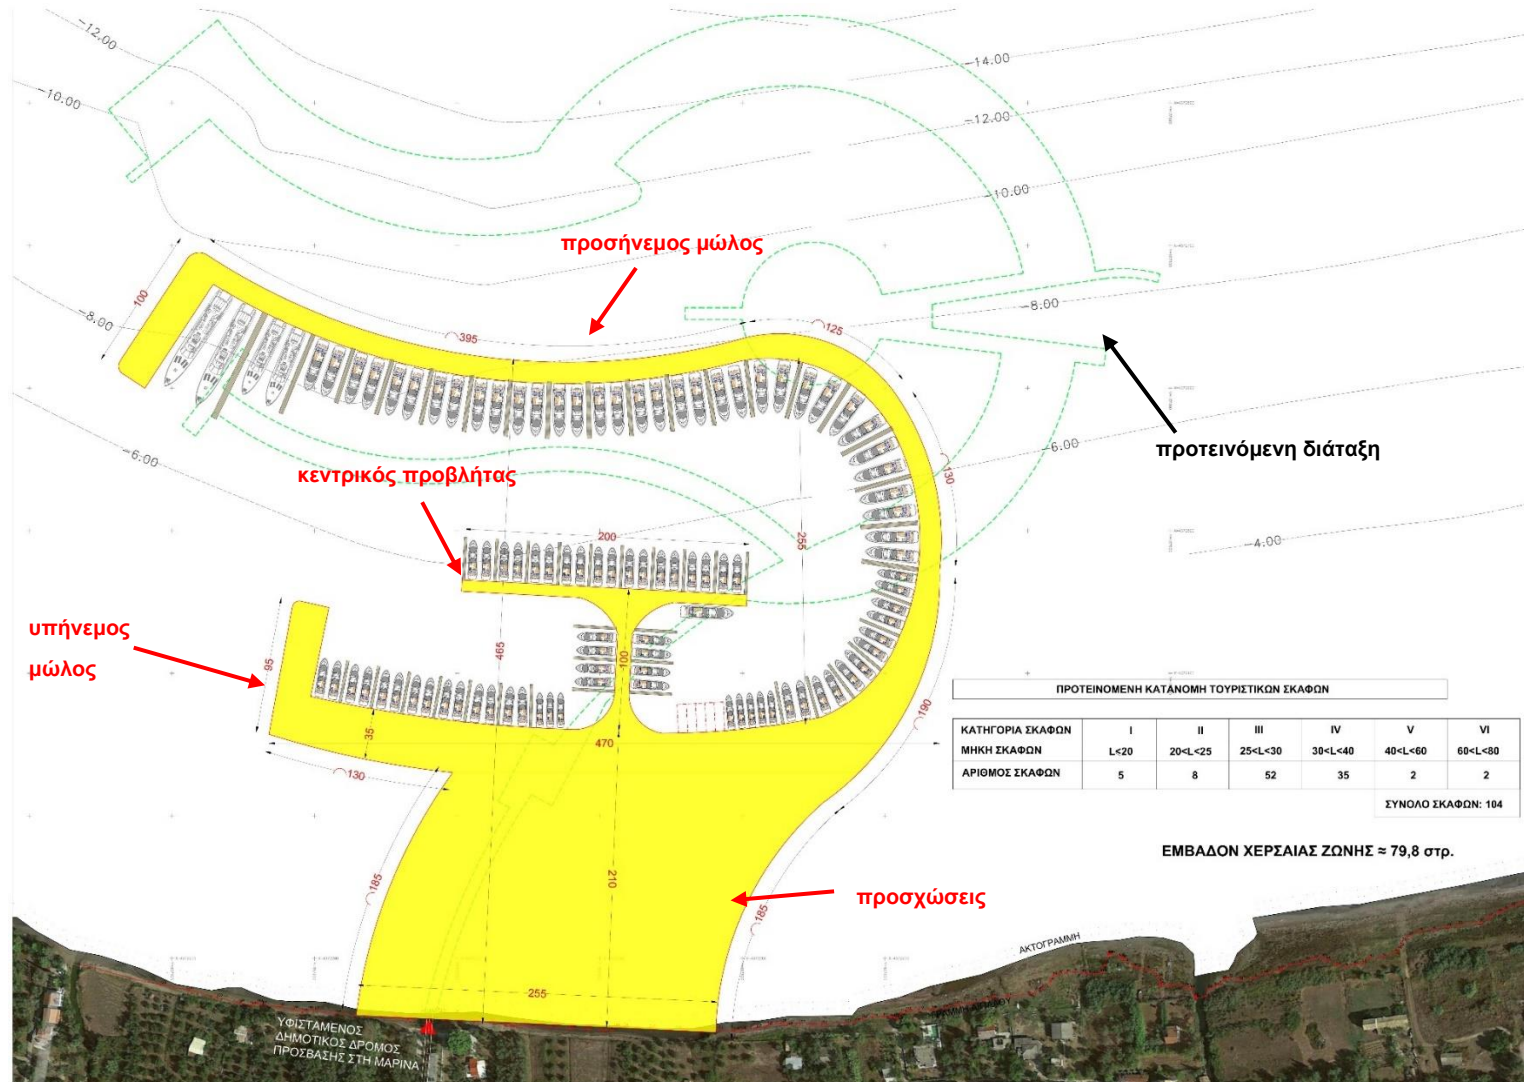 -12.00
-14.00
-10.00
-12.00
-10.00
προσήνεμος μώλος
100
-8.00
395
125
-8.00
-6.00
προτεινόμενη διάταξη
-6.00
κεντρικός προβλήτας
130
200
255
-4.00
υπήνεμος
μώλος
95
465
100
35
470
190
130
ΠΡΟΤΕΙΝΟΜΕΝΗ ΚΑΤΑΝΟΜΗ ΤΟΥΡΙΣΤΙΚΩΝ ΣΚΑΦΩΝ
ΚΑΤΗΓΟΡΙΑ ΣΚΑΦΩΝ I II III IV V VI
ΜΗΚΗ ΣΚΑΦΩΝ L<20 20<L<25 25<L<30 30<L<40 40<L<60 60<L<80
ΑΡΙΘΜΟΣ ΣΚΑΦΩΝ 5 8 52 35 2 2
ΣΥΝΟΛΟ ΣΚΑΦΩΝ: 104
ΕΜΒΑΔΟΝ ΧΕΡΣΑΙΑΣ ΖΩΝΗΣ ≈ 79,8 στρ.
185
210
185
προσχώσεις
ΑΚΤΟΓΡΑΜΜΗ
255
ΥΦΙΣΤΑΜΕΝΟΣ
ΔΗΜΟΤΙΚΟΣ ΔΡΟΜΟΣ
ΠΡΟΣΒΑΣΗΣ ΣΤΗ ΜΑΡΙΝΑ